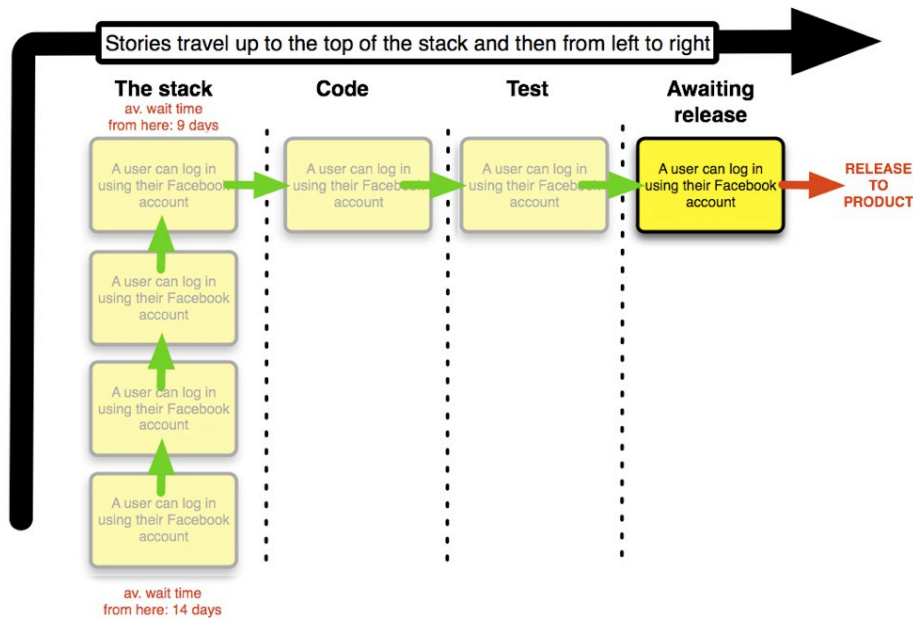 Stories travel up to the top of the stack and then from left to right
The stack
Code
Test
Awaiting
release
av. wait time
from here: 9 days
A user can log in
using their Facebook
account
A user can log in
using their Facebook
account
A user can log in
using their Facebook
account
A user can log in
using their Facebook
account
RELEASE
TO
PRODUCT
A user can log in
using their Facebook
account
A user can log in
using their Facebook
account
A user can log in
using their Facebook
account
av. wait time
from here: 14 days